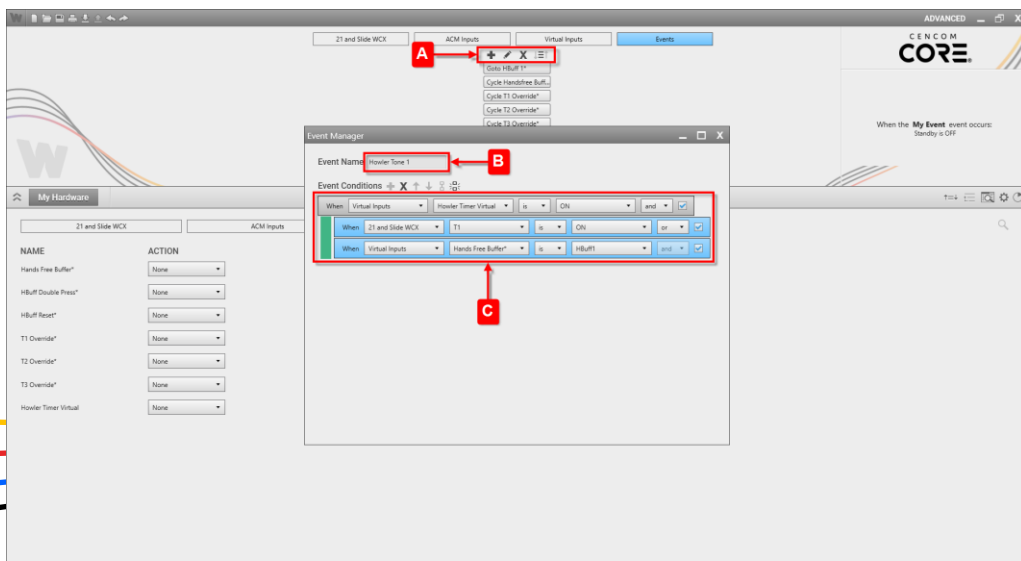 ADVANCED
21 and Slide WCX ACM Inputs Virtual Inputs Events
CENCOM
CORE
A
Goto HBuff 1*
Cycle Handsfree Buff...
Cycle T1 Override*
Cycle T2 Override*
Cycle T3 Override*
When the My Event event occurs:
Standby is OFF
Event Manager
Event Name Howler Tone 1
B
Event Conditions
When Virtual Inputs Howler Timer Virtual is ON and
When 21 and Slide WCX T1 is ON or
When Virtual Inputs Hands Free Buffer* is HBuff1 and
C
My Hardware
21 and Slide WCX ACM Inputs
NAME ACTION
Hands Free Buffer* None
HBuff Double Press* None
HBuff Reset* None
T1 Override* None
T2 Override* None
T3 Override* None
Howler Timer Virtual None